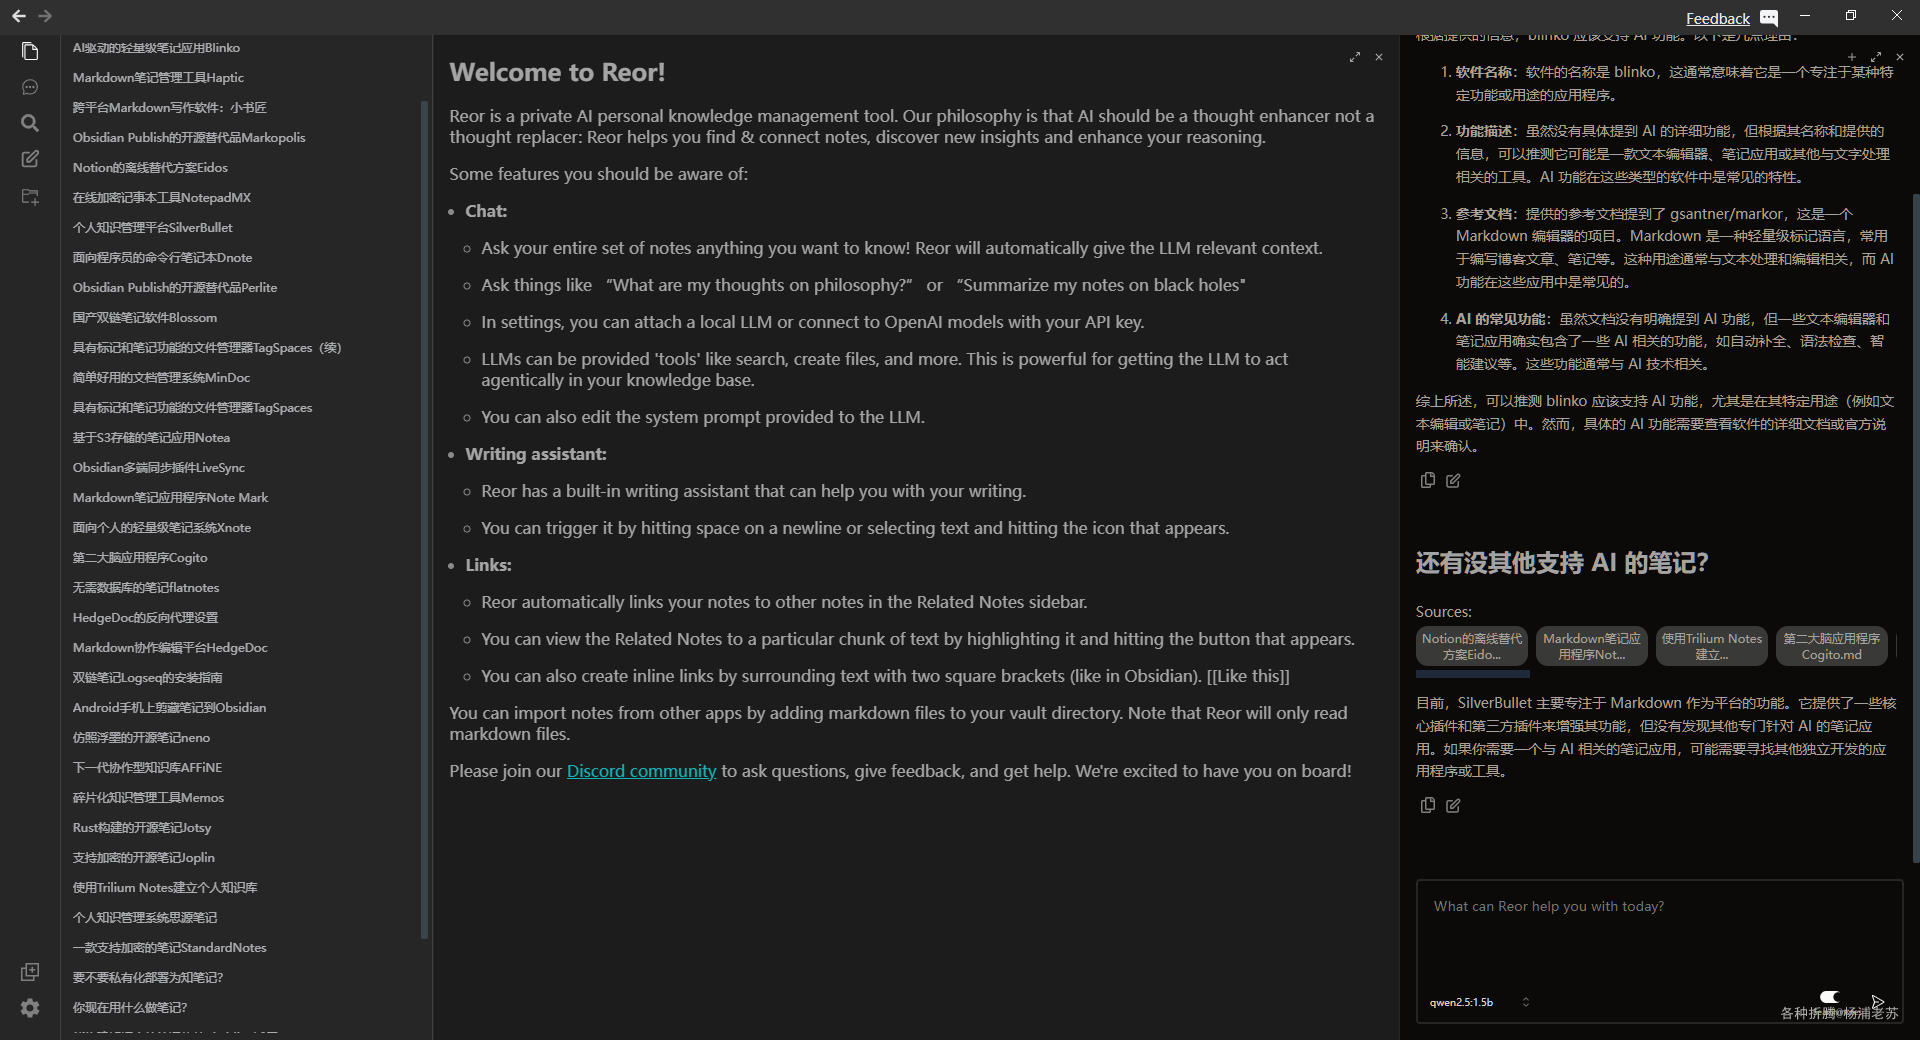 Feedback
AI驱动的轻量级笔记应用Blinko
Markdown笔记管理工具Haptic
跨平台Markdown写作软件：小书匠
Obsidian Publish的开源替代品Markopolis
Notion的离线替代方案Eidos
在线加密记事本工具NotepadMX
个人知识管理平台SilverBullet
面向程序员的命令行笔记本Dnote
Obsidian Publish的开源替代品Perlite
国产双链笔记软件Blossom
具有标记和笔记功能的文件管理器TagSpaces（续）
简单好用的文档管理系统MinDoc
具有标记和笔记功能的文件管理器TagSpaces
基于S3存储的笔记应用Notea
Obsidian多端同步插件LiveSync
Markdown笔记应用程序Note Mark
面向个人的轻量级笔记系统Xnote
第二大脑应用程序Cogito
无需数据库的笔记flatnotes
HedgeDoc的反向代理设置
Markdown协作编辑平台HedgeDoc
双链笔记Logseq的安装指南
Android手机上剪藏笔记到Obsidian
仿照浮墨的开源笔记neno
下一代协作型知识库AFFiNE
碎片化知识管理工具Memos
Rust构建的开源笔记Jotsy
支持加密的开源笔记Joplin
使用Trilium Notes建立个人知识库
个人知识管理系统思源笔记
一款支持加密的笔记StandardNotes
要不要私有化部署为知笔记？
你现在用什么做笔记？
Welcome to Reor!
Reor is a private AI personal knowledge management tool. Our philosophy is that AI should be a thought enhancer not a
thought replacer: Reor helps you find & connect notes, discover new insights and enhance your reasoning.
Some features you should be aware of:
• Chat:
◦ Ask your entire set of notes anything you want to know! Reor will automatically give the LLM relevant context.
◦ Ask things like “What are my thoughts on philosophy?” or “Summarize my notes on black holes"
◦ In settings, you can attach a local LLM or connect to OpenAI models with your API key.
◦ LLMs can be provided 'tools' like search, create files, and more. This is powerful for getting the LLM to act
agentically in your knowledge base.
◦ You can also edit the system prompt provided to the LLM.
• Writing assistant:
◦ Reor has a built-in writing assistant that can help you with your writing.
◦ You can trigger it by hitting space on a newline or selecting text and hitting the icon that appears.
• Links:
◦ Reor automatically links your notes to other notes in the Related Notes sidebar.
◦ You can view the Related Notes to a particular chunk of text by highlighting it and hitting the button that appears.
◦ You can also create inline links by surrounding text with two square brackets (like in Obsidian). [[Like this]]
You can import notes from other apps by adding markdown files to your vault directory. Note that Reor will only read
markdown files.
Please join our Discord community to ask questions, give feedback, and get help. We're excited to have you on board!
根据提供的信息，blinko 应该支持 AI 功能。以下是几点理由：
1. 软件名称：软件的名称是 blinko，这通常意味着它是一个专注于某种特
定功能或用途的应用程序。
2. 功能描述：虽然没有具体提到 AI 的详细功能，但根据其名称和提供的
信息，可以推测它可能是一款文本编辑器、笔记应用或其他与文字处理
相关的工具。AI 功能在这些类型的软件中是常见的特性。
3. 参考文档：提供的参考文档提到了 gsantner/markor，这是一个
Markdown 编辑器的项目。Markdown 是一种轻量级标记语言，常用
于编写博客文章、笔记等。这种用途通常与文本处理和编辑相关，而 AI
功能在这些应用中是常见的。
4. AI 的常见功能：虽然文档没有明确提到 AI 功能，但一些文本编辑器和
笔记应用确实包含了一些 AI 相关的功能，如自动补全、语法检查、智
能建议等。这些功能通常与 AI 技术相关。
综上所述，可以推测 blinko 应该支持 AI 功能，尤其是在其特定用途（例如文
本编辑或笔记）中。然而，具体的 AI 功能需要查看软件的详细文档或官方说
明来确认。
还有没其他支持 AI 的笔记？
Sources:
Notion的离线替代
方案Eido...
Markdown笔记应
用程序Not...
使用Trilium Notes
建立...
第二大脑应用程序
Cogito.md
目前，SilverBullet 主要专注于 Markdown 作为平台的功能。它提供了一些核
心插件和第三方插件来增强其功能，但没有发现其他专门针对 AI 的笔记应
用。如果你需要一个与 AI 相关的笔记应用，可能需要寻找其他独立开发的应
用程序或工具。
What can Reor help you with today?
qwen2.5:1.5b
各种折腾@杨浦老苏